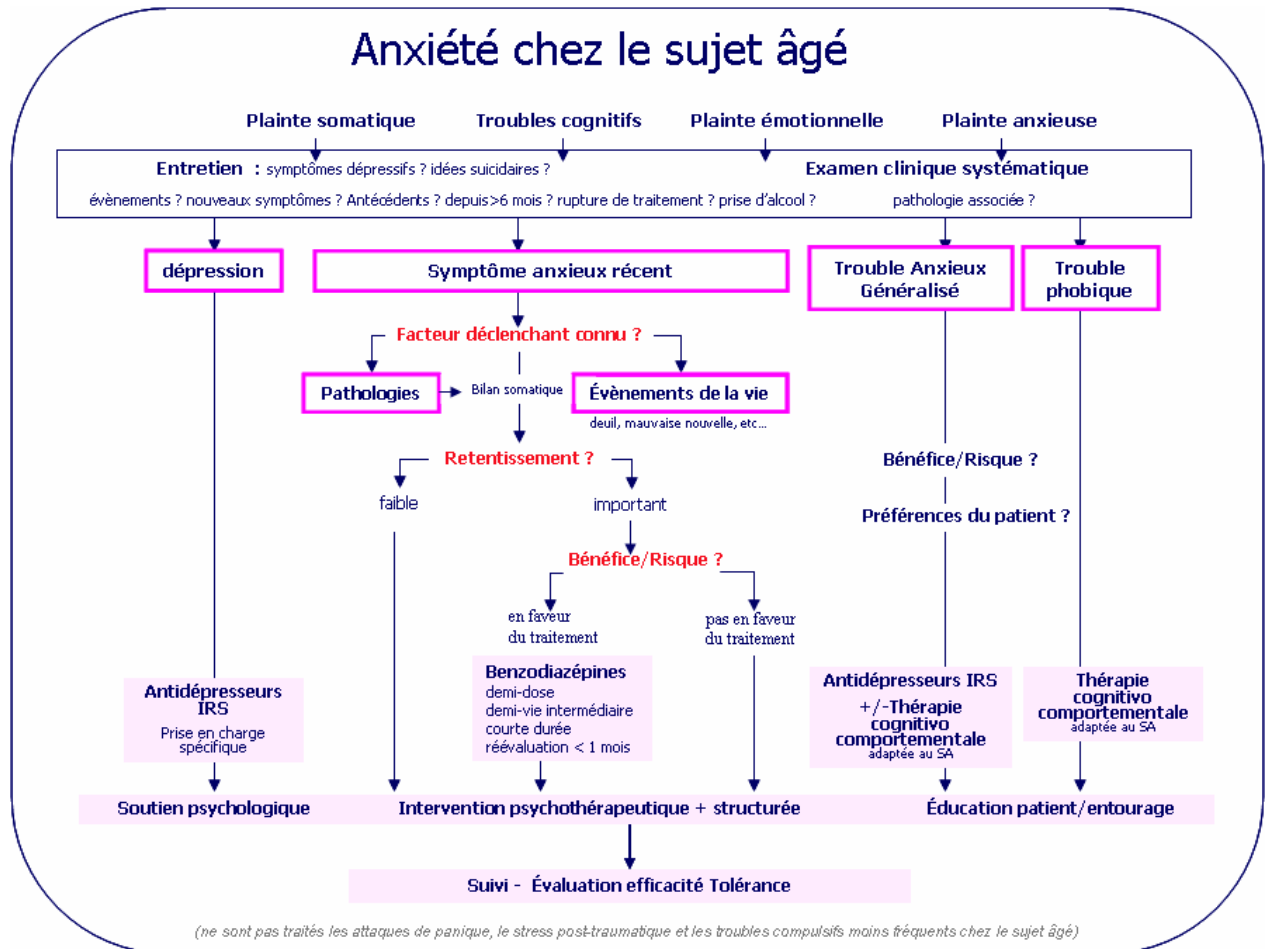 Anxiété chez le sujet âgé
Plainte somatique Troubles cognitifs Plainte émotionnelle Plainte anxieuse
Entretien : symptômes dépressifs ? idées suicidaires ? Examen clinique systématique
évènements ? nouveaux symptômes ? Antécédents ? depuis>6 mois ? rupture de traitement ? prise d'alcool ? pathologie associée ?
dépression
Symptôme anxieux récent
Trouble Anxieux
Généralisé
Trouble
phobique
Facteur déclenchant connu ?
Pathologies
Bilan somatique
Évènements de la vie
deuil, mauvaise nouvelle, etc...
Retentissement ?
faible
important
Bénéfice/Risque ?
en faveur
du traitement
pas en faveur
du traitement
Bénéfice/Risque ?
Préférences du patient ?
Antidépresseurs
IRS
Prise en charge
spécifique
Benzodiazépines
demi-dose
demi-vie intermédiaire
courte durée
réévaluation < 1 mois
Antidépresseurs IRS
+/-Thérapie
cognitivo
comportementale
adaptée au SA
Thérapie
cognitivo
comportementale
adaptée au SA
Soutien psychologique Intervention psychothérapeutique + structurée Éducation patient/entourage
Suivi - Évaluation efficacité Tolérance
(ne sont pas traités les attaques de panique, le stress post-traumatique et les troubles compulsifs moins fréquents chez le sujet âgé)